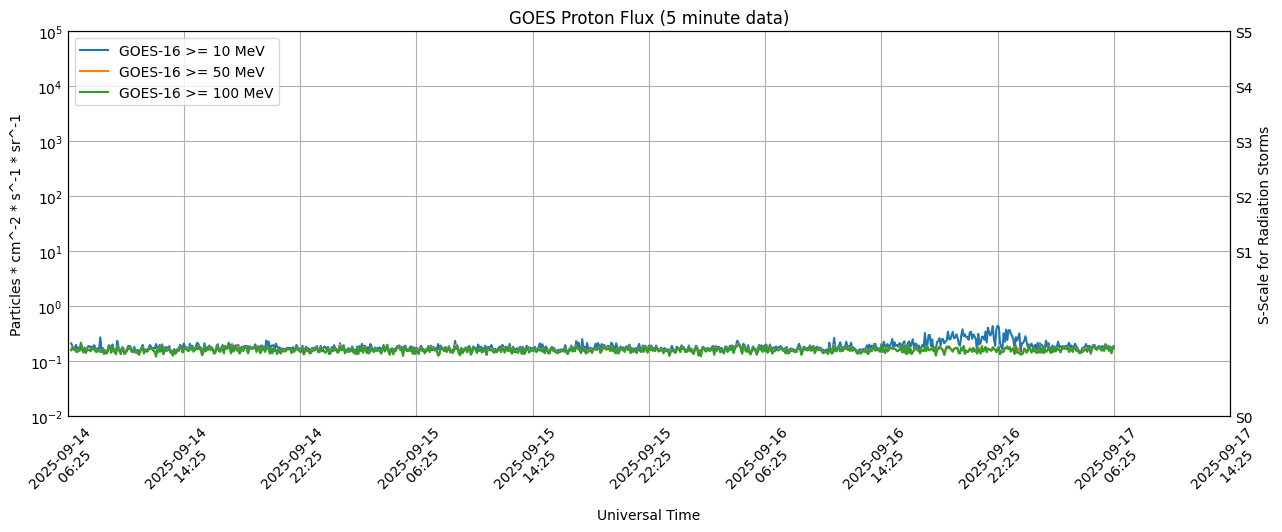 GOES Proton Flux (5 minute data)
GOES-16 >= 10 MeV
GOES-16 >= 50 MeV
GOES-16 >= 100 MeV
Particles * cm^-2 * s^-1 * sr^-1
10^5
10^4
10^3
10^2
10^1
10^0
10^-1
10^-2
S5
S4
S3
S2
S1
S0
S-Scale for Radiation Storms
2025-09-14
06:25
2025-09-14
14:25
2025-09-14
22:25
2025-09-15
06:25
2025-09-15
14:25
2025-09-15
22:25
2025-09-16
06:25
2025-09-16
14:25
2025-09-16
22:25
2025-09-17
06:25
2025-09-17
14:25
Universal Time